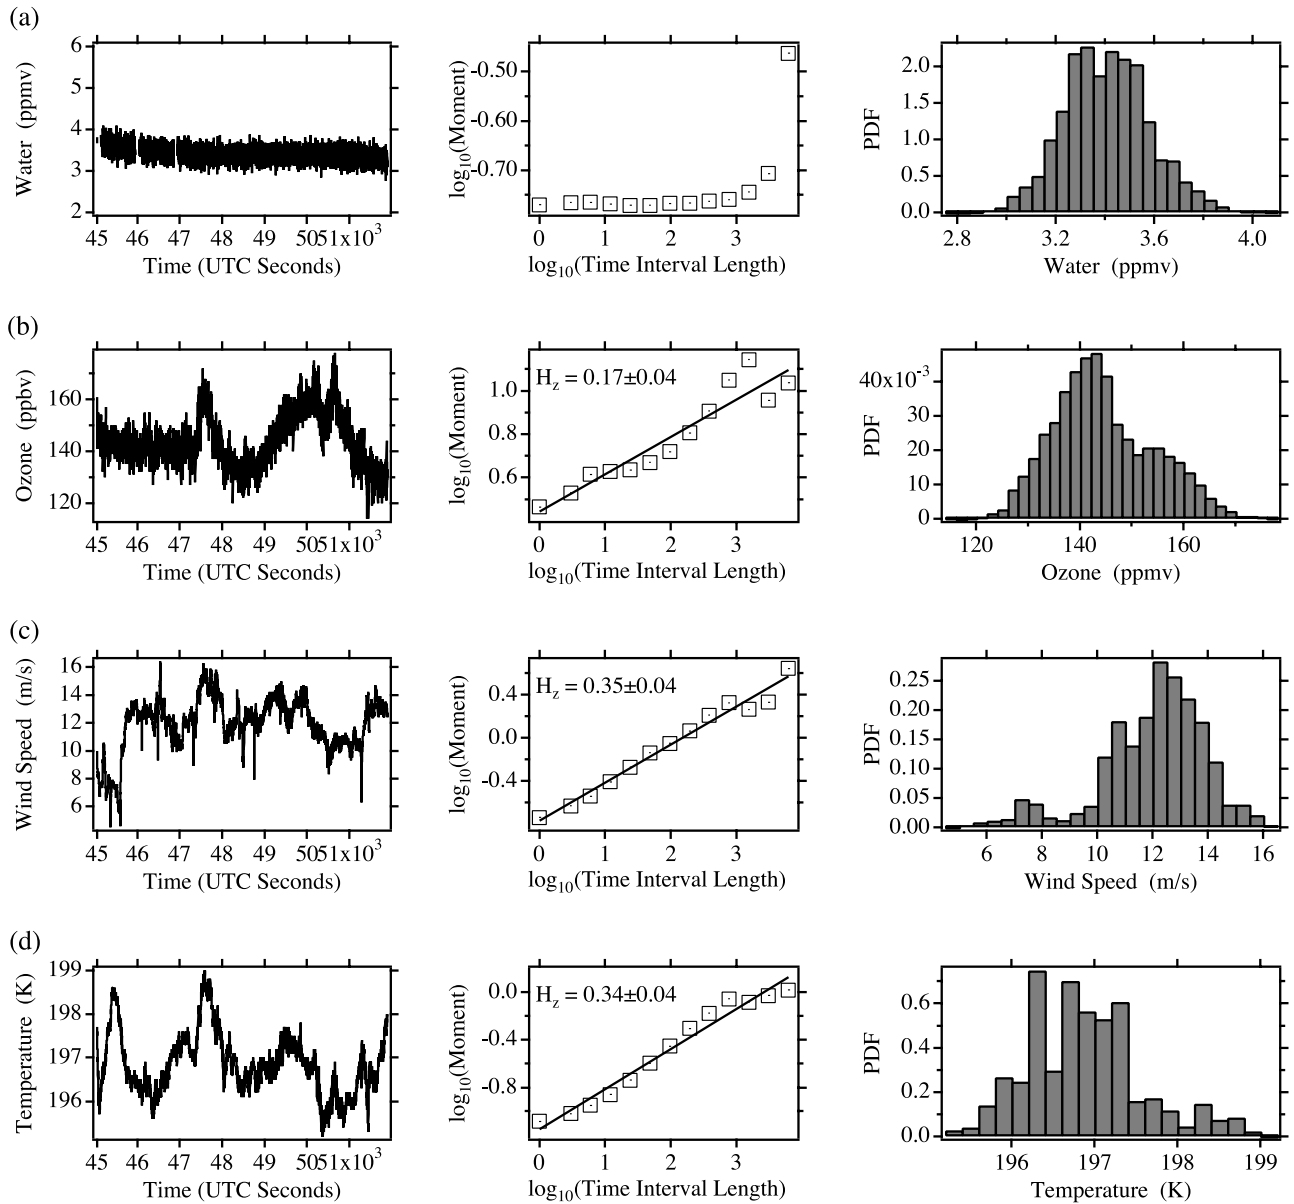 (a)
Water (ppmv)
6
5
4
3
2
45 46 47 48 49 5051x10³
Time (UTC Seconds)
log₁₀(Moment)
-0.50
-0.60
-0.70
0 1 2 3
log₁₀(Time Interval Length)
PDF
2.0
1.5
1.0
0.5
0.0
2.8 3.2 3.6 4.0
Water (ppmv)
(b)
Ozone (ppbv)
160
140
120
45 46 47 48 49 5051x10³
Time (UTC Seconds)
log₁₀(Moment)
1.0
0.6
H_z = 0.17±0.04
0 1 2 3
log₁₀(Time Interval Length)
PDF
40x10⁻³
30
20
10
0
120 140 160
Ozone (ppmv)
(c)
Wind Speed (m/s)
16
14
12
10
8
6
45 46 47 48 49 5051x10³
Time (UTC Seconds)
log₁₀(Moment)
0.4
0.0
-0.4
H_z = 0.35±0.04
0 1 2 3
log₁₀(Time Interval Length)
PDF
0.25
0.20
0.15
0.10
0.05
0.00
6 8 10 12 14 16
Wind Speed (m/s)
(d)
Temperature (K)
199
198
197
196
45 46 47 48 49 5051x10³
Time (UTC Seconds)
log₁₀(Moment)
0.0
-0.4
-0.8
H_z = 0.34±0.04
0 1 2 3
log₁₀(Time Interval Length)
PDF
0.6
0.4
0.2
0.0
196 197 198 199
Temperature (K)